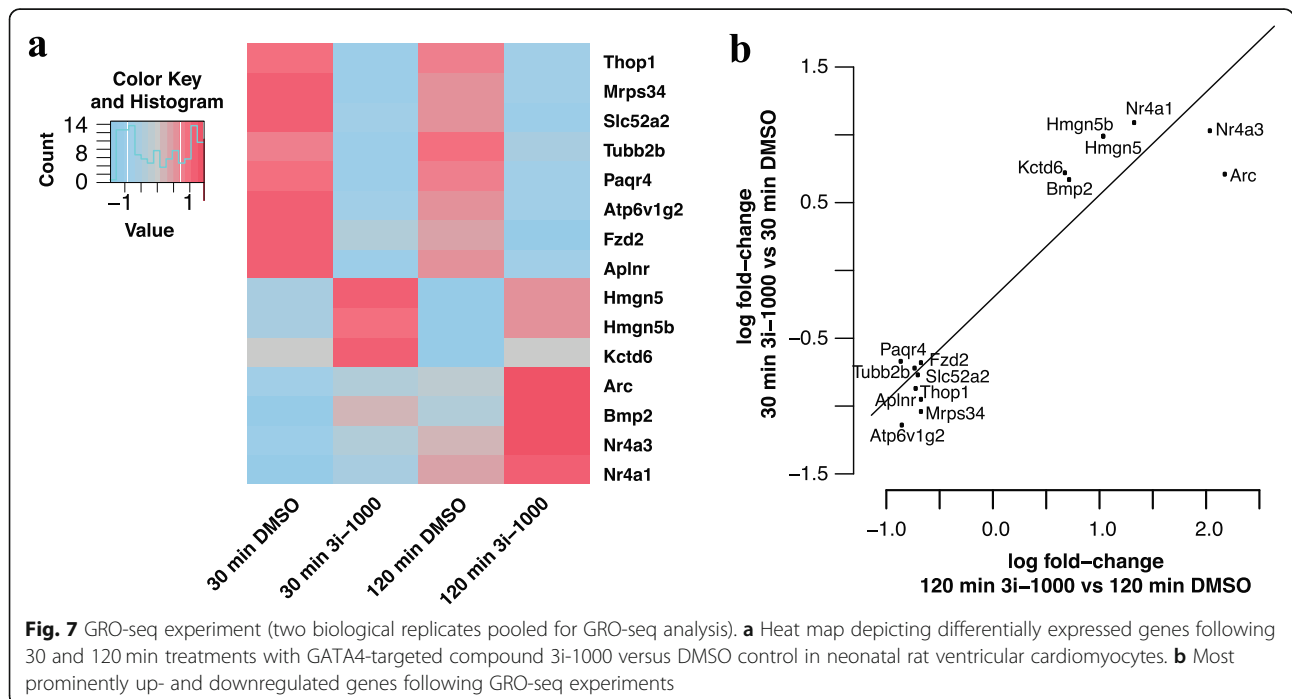 a
Color Key
and Histogram
Count
14
8
4
0
−1
1
Value
Thop1
Mrps34
Slc52a2
Tubb2b
Paqr4
Atp6v1g2
Fzd2
Aplnr
Hmgn5
Hmgn5b
Kctd6
Arc
Bmp2
Nr4a3
Nr4a1
30 min DMSO
30 min 3i−1000
120 min DMSO
120 min 3i−1000
b
log fold−change
30 min 3i−1000 vs 30 min DMSO
1.5
0.5
−0.5
−1.5
Nr4a1
Hmgn5b
Nr4a3
Hmgn5
Kctd6
Arc
Bmp2
Paqr4
Fzd2
Tubb2b
Slc52a2
Thop1
Aplnr
Mrps34
Atp6v1g2
−1.0
0.0
1.0
2.0
log fold−change
120 min 3i−1000 vs 120 min DMSO
Fig. 7 GRO-seq experiment (two biological replicates pooled for GRO-seq analysis). a Heat map depicting differentially expressed genes following
30 and 120 min treatments with GATA4-targeted compound 3i-1000 versus DMSO control in neonatal rat ventricular cardiomyocytes. b Most
prominently up- and downregulated genes following GRO-seq experiments